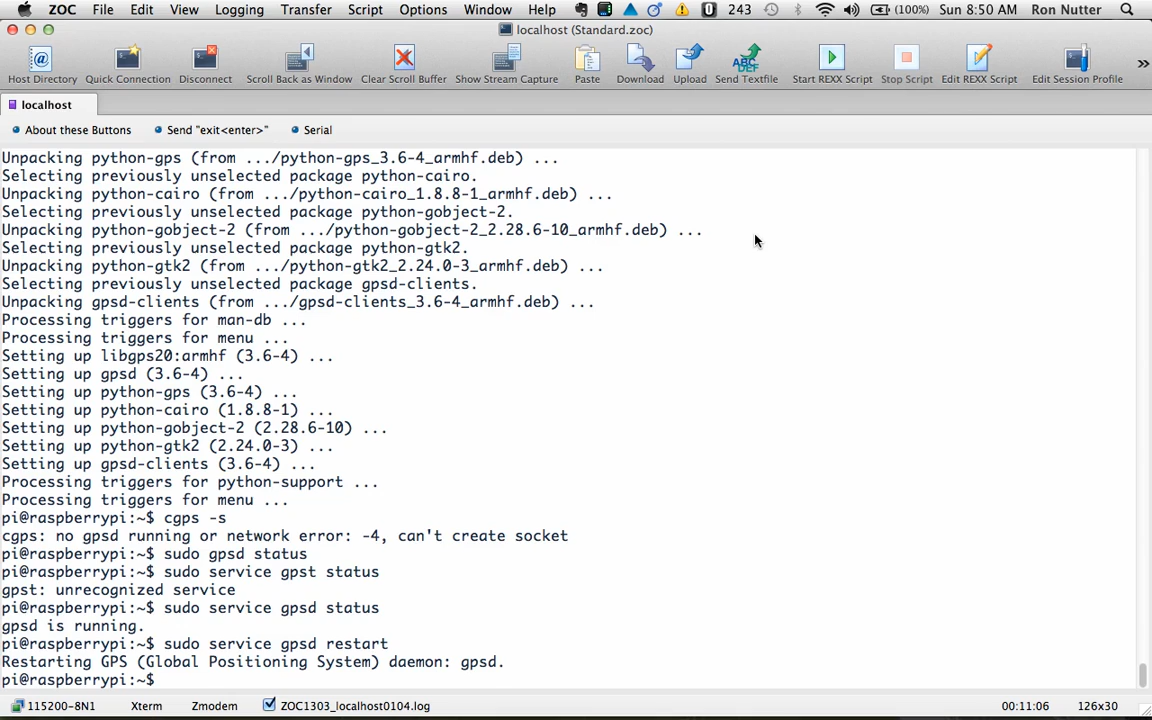 ZOC File Edit View Logging Transfer Script Options Window Help 243 (100%) Sun 8:50 AM Ron Nutter
localhost (Standard.zoc)
Host Directory Quick Connection Disconnect Scroll Back as Window Clear Scroll Buffer Show Stream Capture Paste Download Upload Send Textfile Start REXX Script Stop Script Edit REXX Script Edit Session Profile
localhost
About these Buttons Send "exit<enter>" Serial
Unpacking python-gps (from .../python-gps_3.6-4_armhf.deb) ...
Selecting previously unselected package python-cairo.
Unpacking python-cairo (from .../python-cairo_1.8.8-1_armhf.deb) ...
Selecting previously unselected package python-gobject-2.
Unpacking python-gobject-2 (from .../python-gobject-2_2.28.6-10_armhf.deb) ...
Selecting previously unselected package python-gtk2.
Unpacking python-gtk2 (from .../python-gtk2_2.24.0-3_armhf.deb) ...
Selecting previously unselected package gpsd-clients.
Unpacking gpsd-clients (from .../gpsd-clients_3.6-4_armhf.deb) ...
Processing triggers for man-db ...
Processing triggers for menu ...
Setting up libgps20:armhf (3.6-4) ...
Setting up gpsd (3.6-4) ...
Setting up python-gps (3.6-4) ...
Setting up python-cairo (1.8.8-1) ...
Setting up python-gobject-2 (2.28.6-10) ...
Setting up python-gtk2 (2.24.0-3) ...
Setting up gpsd-clients (3.6-4) ...
Processing triggers for python-support ...
Processing triggers for menu ...
pi@raspberrypi:~$ cgps -s
cgps: no gpsd running or network error: -4, can't create socket
pi@raspberrypi:~$ sudo gpsd status
pi@raspberrypi:~$ sudo service gpst status
gpst: unrecognized service
pi@raspberrypi:~$ sudo service gpsd status
gpsd is running.
pi@raspberrypi:~$ sudo service gpsd restart
Restarting GPS (Global Positioning System) daemon: gpsd.
pi@raspberrypi:~$
115200-8N1 Xterm Zmodem ZOC1303_localhost0104.log 00:11:06 126x30